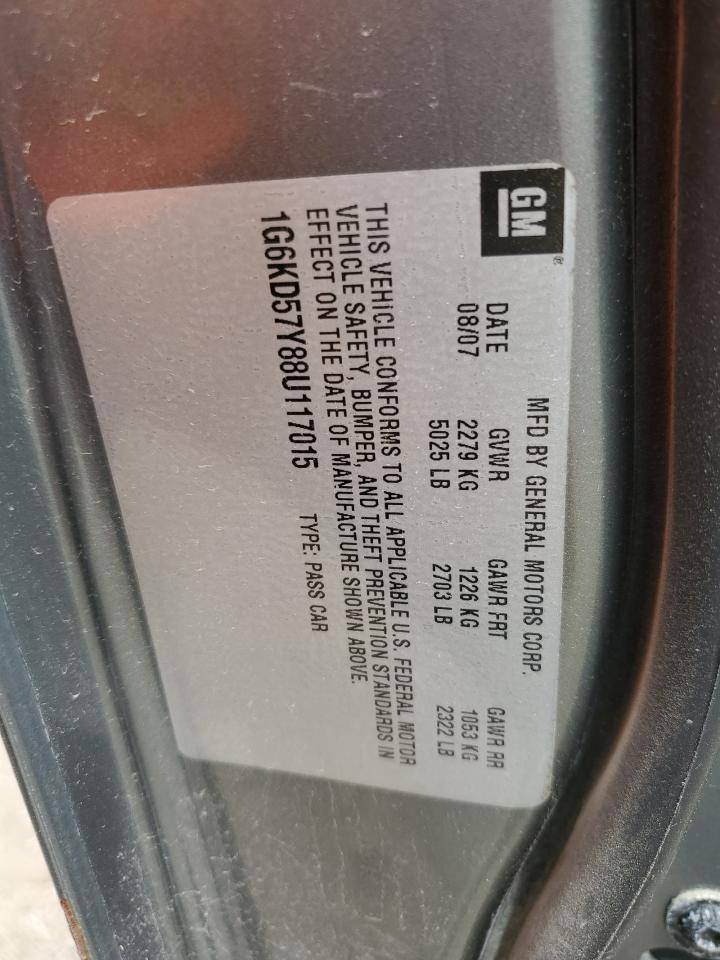 GM®
MFD BY GENERAL MOTORS CORP.
DATE GVWR GAWR FRT GAWR RR
08/07 2279 KG 1226 KG 1053 KG
5025 LB 2703 LB 2322 LB
THIS VEHICLE CONFORMS TO ALL APPLICABLE U.S. FEDERAL MOTOR
VEHICLE SAFETY, BUMPER, AND THEFT PREVENTION STANDARDS IN
EFFECT ON THE DATE OF MANUFACTURE SHOWN ABOVE.
1G6KD57Y88U117015 TYPE: PASS CAR